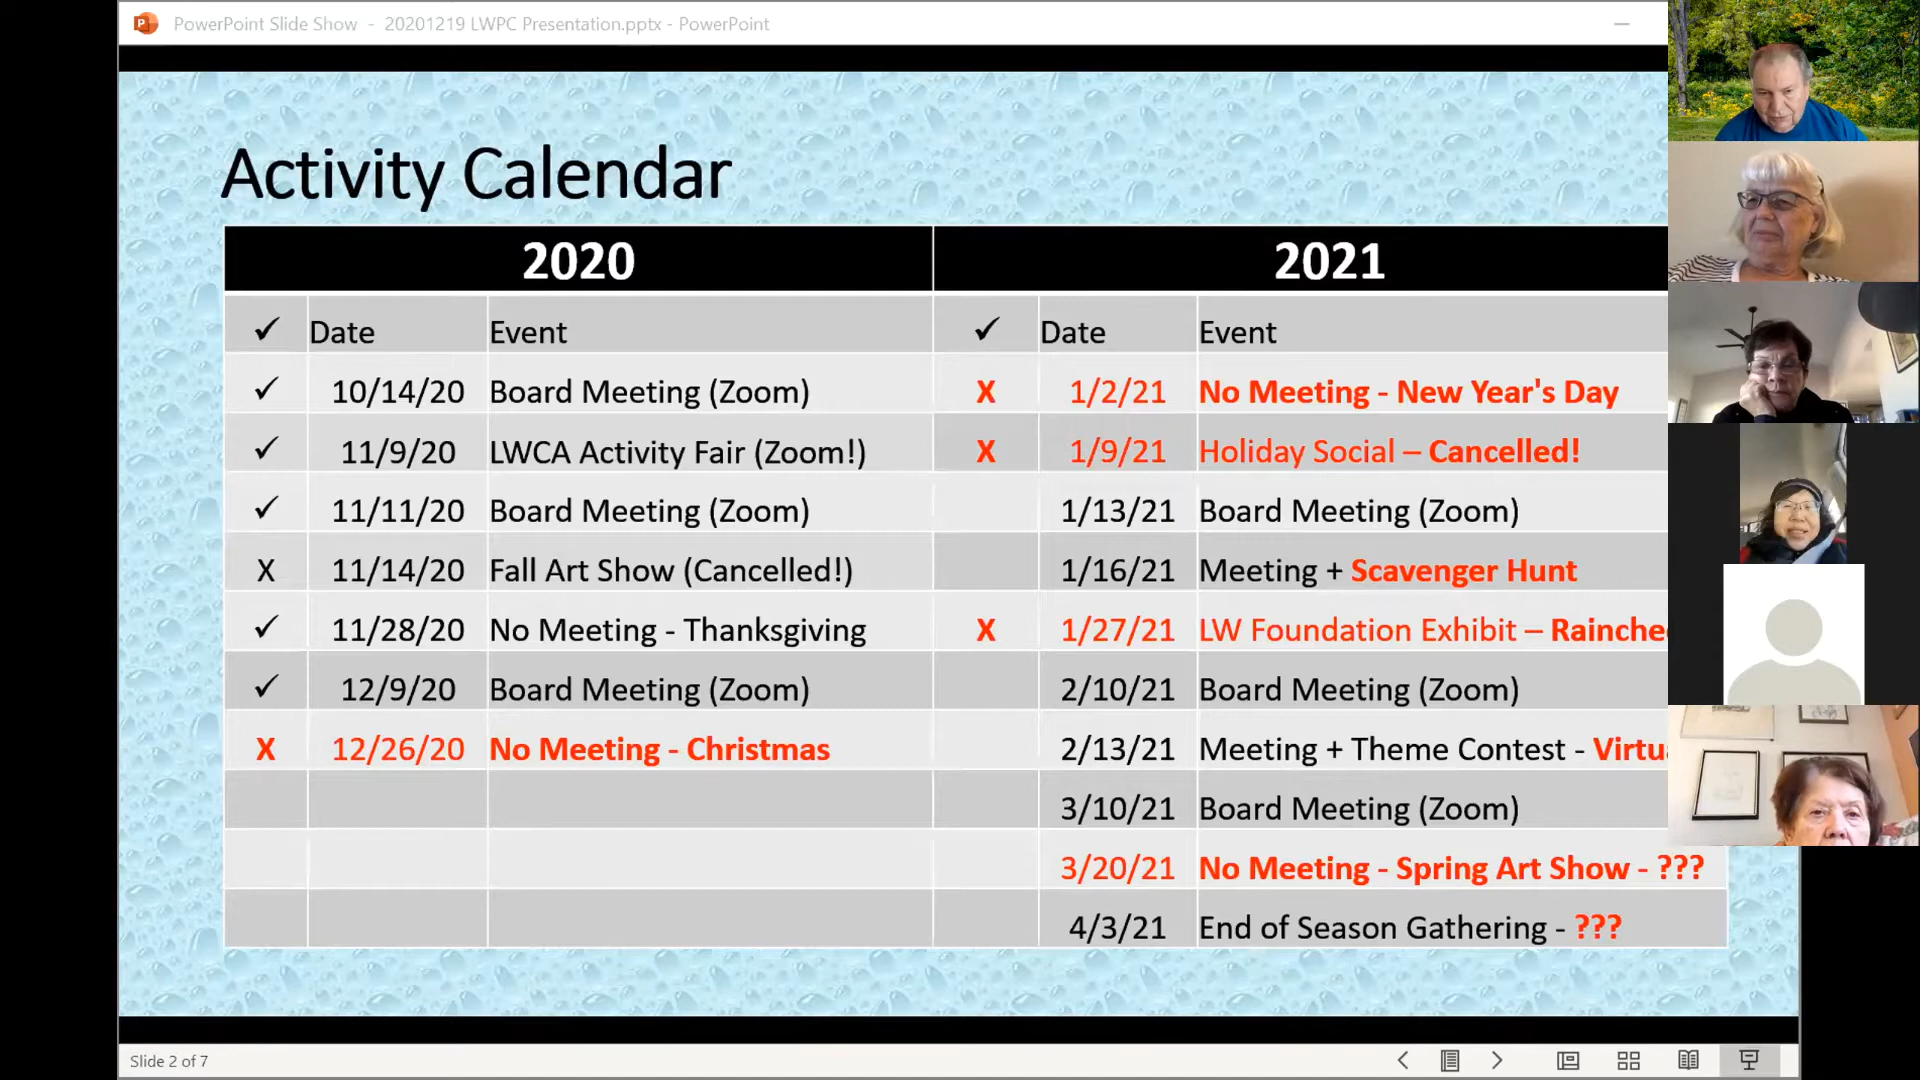 PowerPoint Slide Show - 20201219 LWPC Presentation.pptx - PowerPoint
Activity Calendar
2020 2021
✓ Date Event ✓ Date Event
✓ 10/14/20 Board Meeting (Zoom) X 1/2/21 No Meeting - New Year's Day
✓ 11/9/20 LWCA Activity Fair (Zoom!) X 1/9/21 Holiday Social – Cancelled!
✓ 11/11/20 Board Meeting (Zoom) 1/13/21 Board Meeting (Zoom)
X 11/14/20 Fall Art Show (Cancelled!) 1/16/21 Meeting + Scavenger Hunt
✓ 11/28/20 No Meeting - Thanksgiving X 1/27/21 LW Foundation Exhibit –
✓ 12/9/20 Board Meeting (Zoom) 2/10/21 Board Meeting (Zoom)
X 12/26/20 No Meeting - Christmas 2/13/21 Meeting + Theme Contest -
3/10/21 Board Meeting (Zoom)
3/20/21 No Meeting - Spring Art Show - ???
4/3/21 End of Season Gathering - ???
Slide 2 of 7